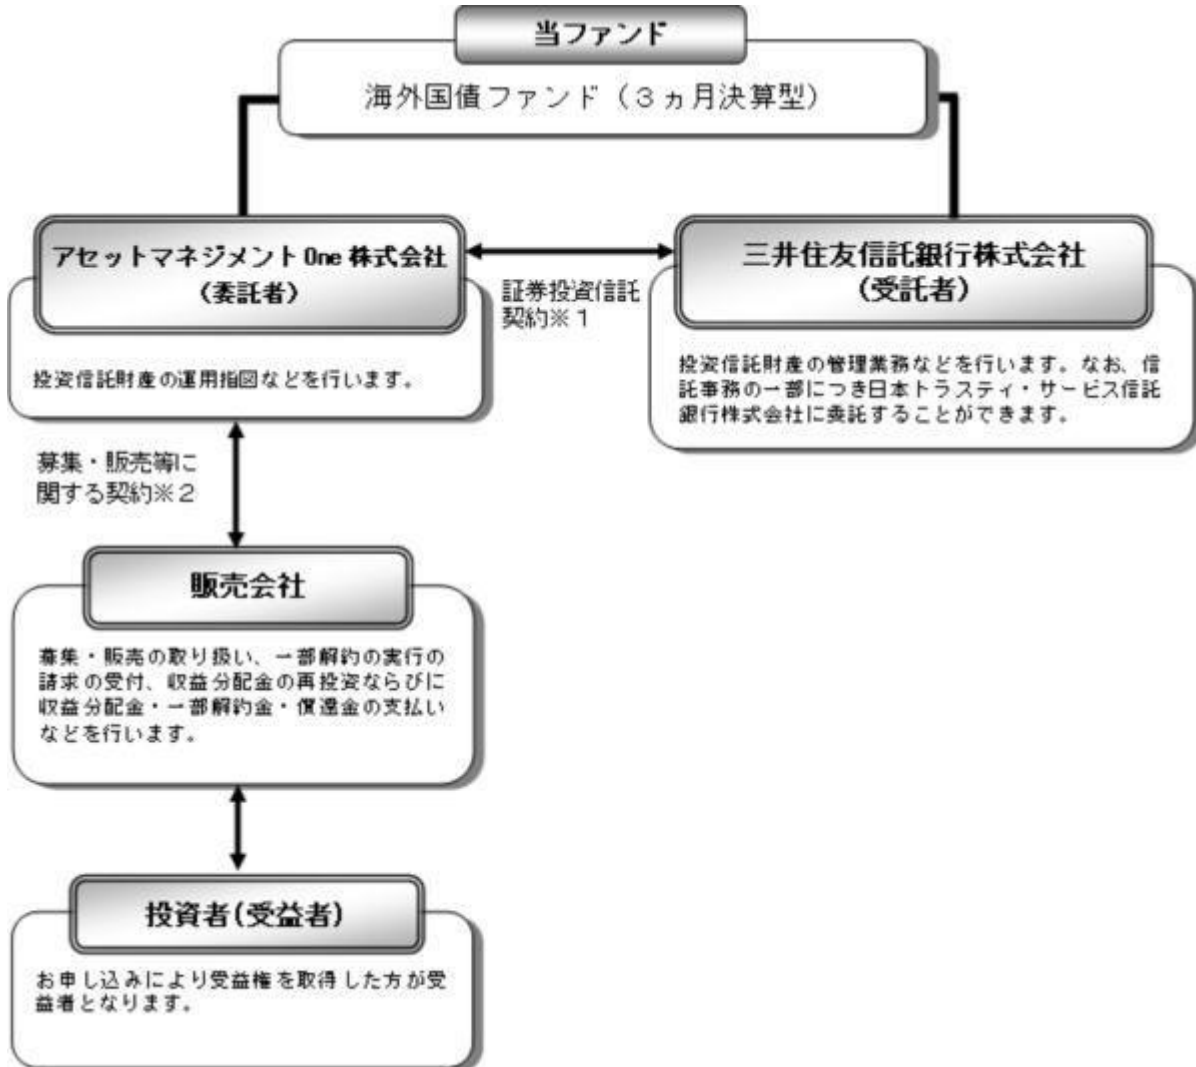 当ファンド
海外国債ファンド（３ヵ月決算型）
アセットマネジメントOne 株式会社
（委託者）
投資信託財産の運用指図などを行います。
証券投資信託
契約※１
三井住友信託銀行株式会社
（受託者）
投資信託財産の管理業務などを行います。なお、信
託事務の一部につき日本トラスティ・サービス信託
銀行株式会社に委託することができます。
募集・販売等に
関する契約※２
販売会社
募集・販売の取り扱い、一部解約の実行の
請求の受付、収益分配金の再投資ならびに
収益分配金・一部解約金・償還金の支払い
などを行います。
投資者(受益者)
お申し込みにより受益権を取得した方が受
益者となります。